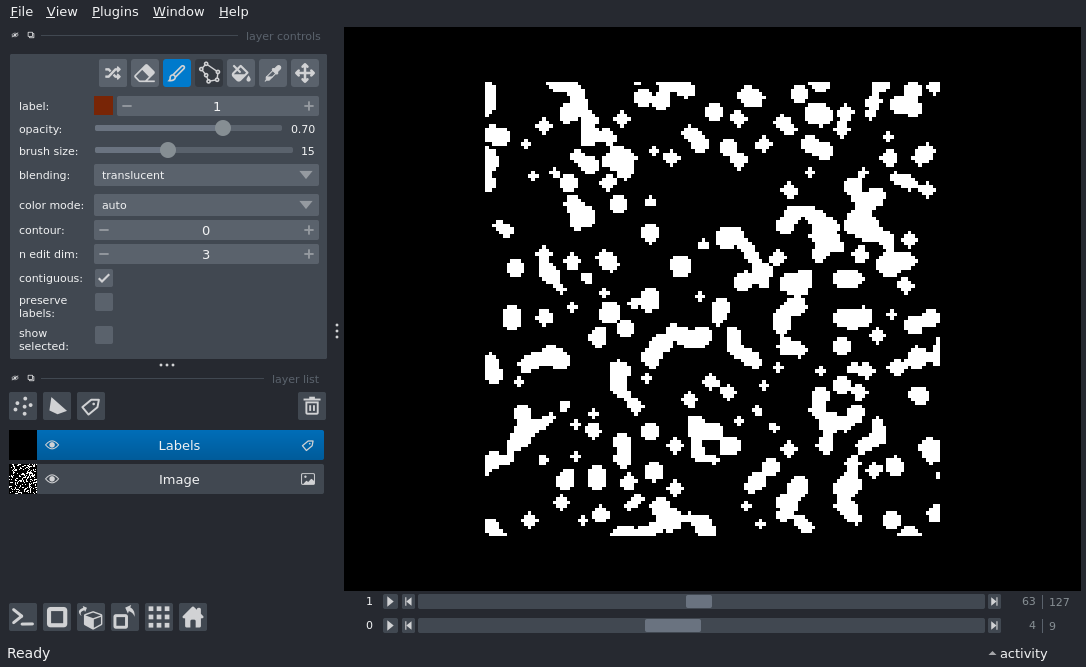 File View Plugins Window Help
layer controls
label: 1
opacity: 0.70
brush size: 15
blending: translucent
color mode: auto
contour: 0
n edit dim: 3
contiguous:
preserve
labels:
show
selected:
layer list
Labels
Image
1 63 127
0 4 9
Ready activity